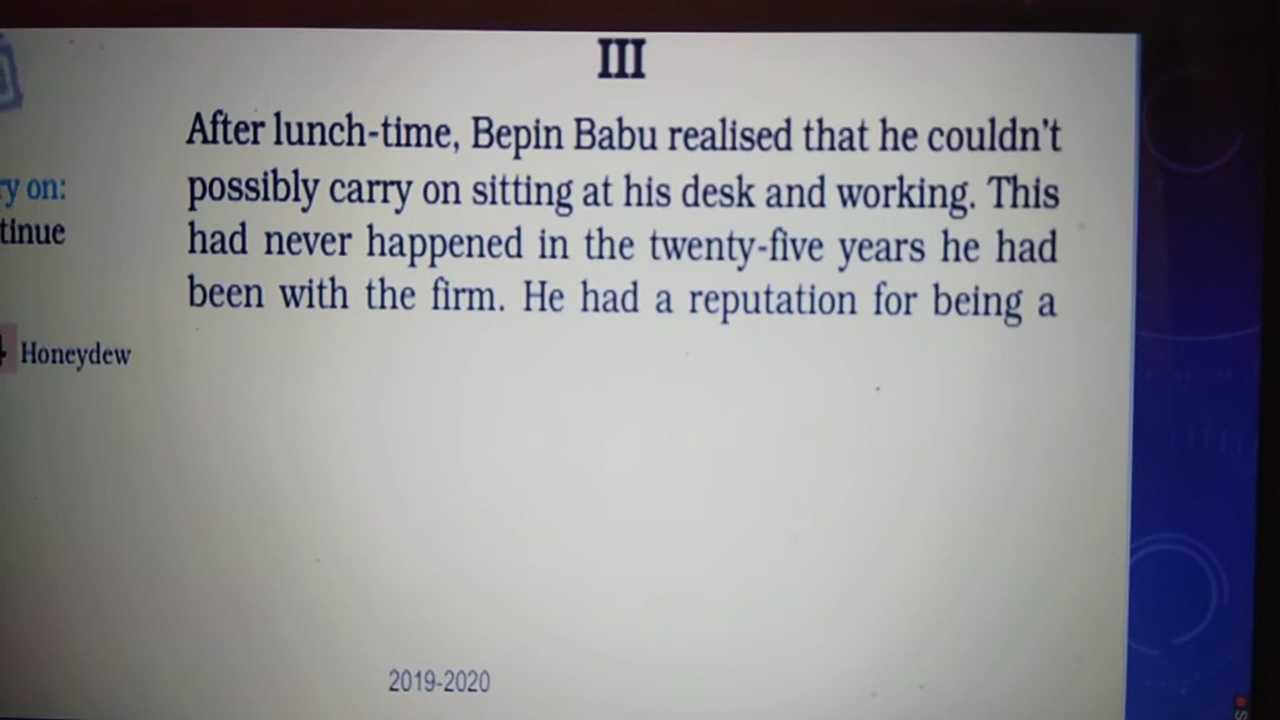 III
After lunch-time, Bepin Babu realised that he couldn't
possibly carry on sitting at his desk and working. This
had never happened in the twenty-five years he had
been with the firm. He had a reputation for being a
on:
Honeydew
2019-2020